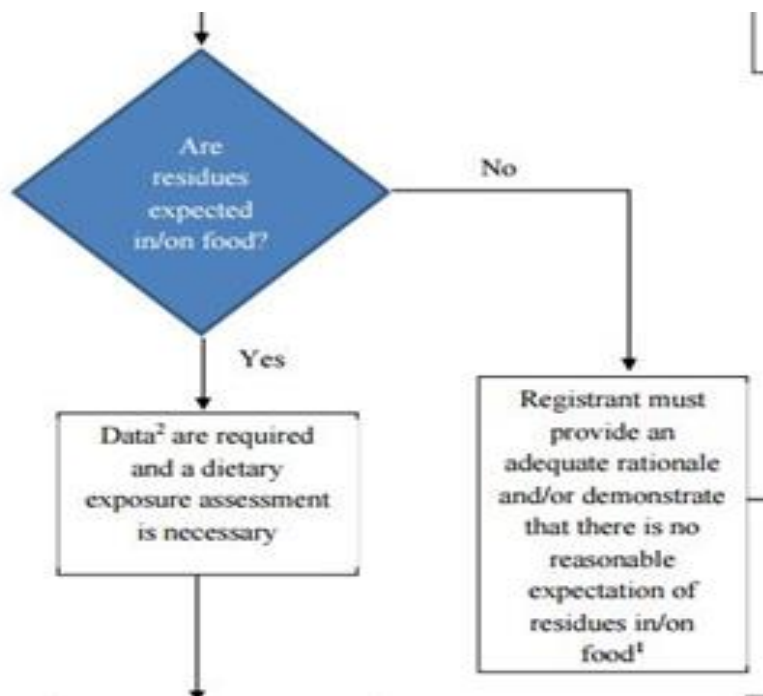 Are
residues
expected
in/on food?
No
Yes
Data² are required
and a dietary
exposure assessment
is necessary
Registrant must
provide an
adequate rationale
and/or demonstrate
that there is no
reasonable
expectation of
residues in/on
food¹